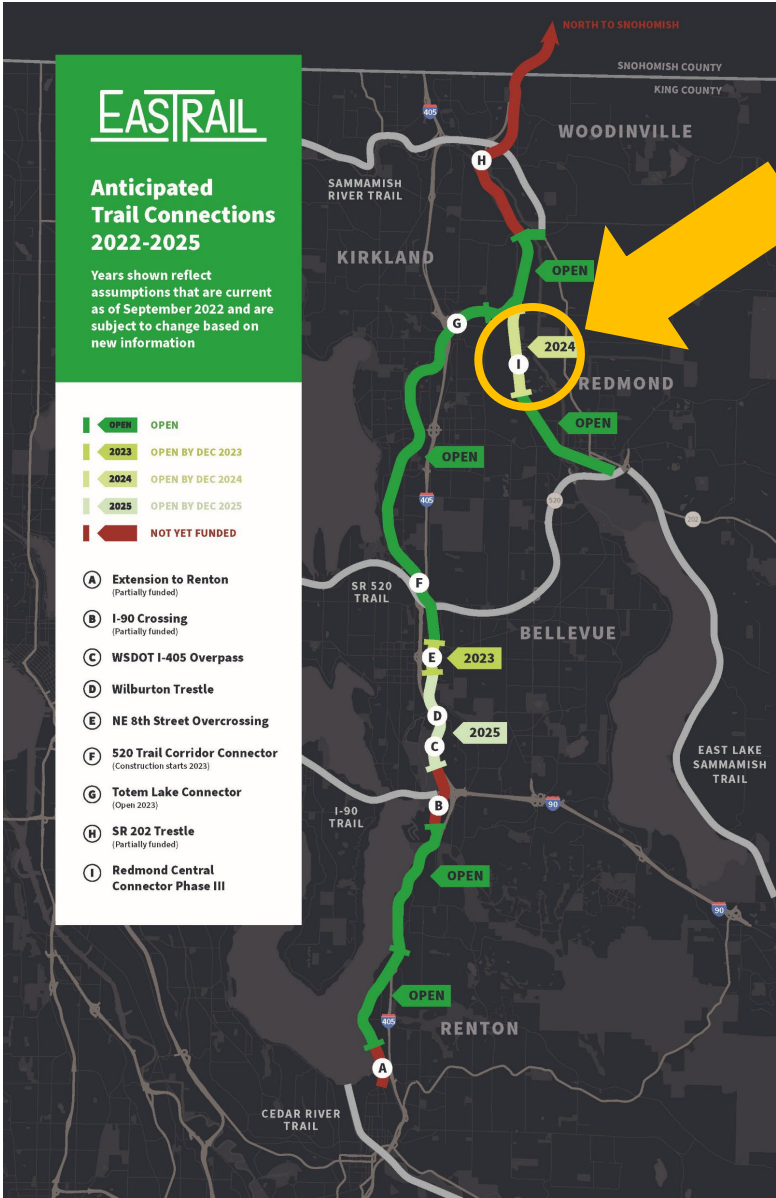 NORTH TO SNOHOMISH
SNOHOMISH COUNTY
KING COUNTY
405
WOODINVILLE
H
SAMMAMISH
RIVER TRAIL
KIRKLAND
OPEN
G
2024
I
REDMOND
OPEN
OPEN
405
520
202
SR 520
TRAIL
F
BELLEVUE
E
2023
D
2025
C
EAST LAKE
SAMMAMISH
TRAIL
I-90
TRAIL
B
90
OPEN
90
OPEN
405
RENTON
A
CEDAR RIVER
TRAIL
EASTRAIL
Anticipated
Trail Connections
2022-2025
Years shown reflect
assumptions that are current
as of September 2022 and are
subject to change based on
new information
OPEN OPEN
2023 OPEN BY DEC 2023
2024 OPEN BY DEC 2024
2025 OPEN BY DEC 2025
NOT YET FUNDED
A Extension to Renton
(Partially funded)
B I-90 Crossing
(Partially funded)
C WSDOT I-405 Overpass
D Wilburton Trestle
E NE 8th Street Overcrossing
F 520 Trail Corridor Connector
(Construction starts 2023)
G Totem Lake Connector
(Open 2023)
H SR 202 Trestle
(Partially funded)
I Redmond Central
Connector Phase III